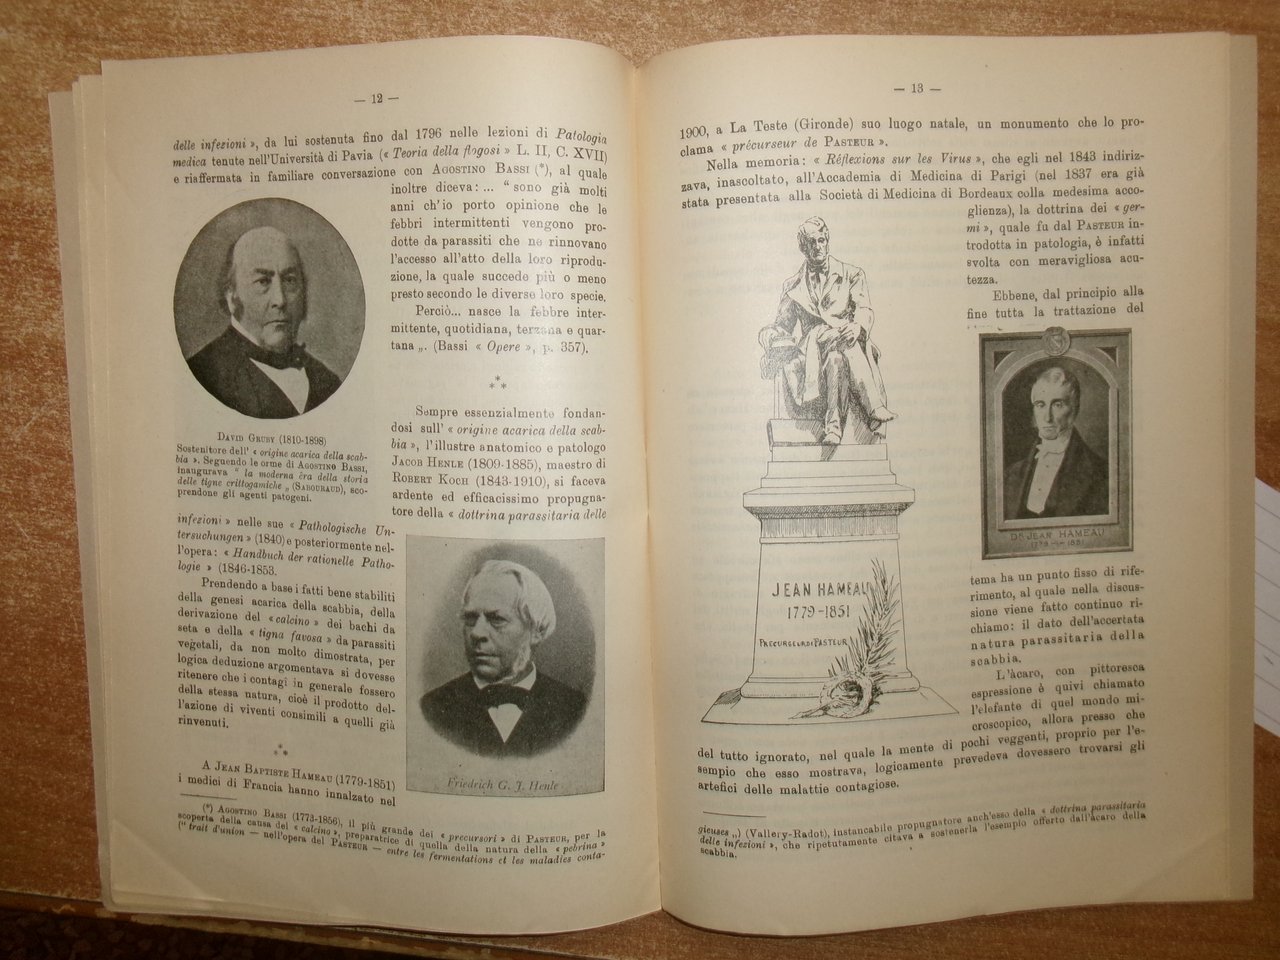 — 12 —
delle infezioni », da lui sostenuta fino dal 1796 nelle lezioni di Patologia
medica tenute nell'Università di Pavia (« Teoria della flogosi » L. II, C. XVII)
e riaffermata in familiare conversazione con AGOSTINO BASSI (*), al quale
inoltre diceva: ... “ sono già molti
anni ch'io porto opinione che le
febbri intermittenti vengono pro-
dotte da parassiti che ne rinnovano
l'accesso all'atto della loro riprodu-
zione, la quale succede più o meno
presto secondo le diverse loro specie.
Perciò... nasce la febbre inter-
mittente, quotidiana, terzana e quar-
tana „. (Bassi « Opere », p. 357).
DAVID GRUBY (1810-1898)
Sostenitore dell' « origine acarica della scab-
bia ». Seguendo le orme di AGOSTINO BASSI,
inaugurava “ la moderna èra della storia
delle tigne crittogamiche „ (SABOURAUD), sco-
prendone gli agenti patogeni.
* * *
Sempre essenzialmente fondan-
dosi sull' « origine acarica della scab-
bia », l'illustre anatomico e patologo
JACOB HENLE (1809-1885), maestro di
ROBERT KOCH (1843-1910), si faceva
ardente ed efficacissimo propugna-
tore della « dottrina parassitaria delle
infezioni » nelle sue « Pathologische Un-
tersuchungen » (1840) e posteriormente nel-
l'opera: « Handbuch der rationelle Patho-
logie » (1846-1853.
Prendendo a base i fatti bene stabiliti
della genesi acarica della scabbia, della
derivazione del « calcino » dei bachi da
seta e della « tigna favosa » da parassiti
vegetali, da non molto dimostrata, per
logica deduzione argomentava si dovesse
ritenere che i contagi in generale fossero
della stessa natura, cioè il prodotto del-
l'azione di viventi consimili a quelli già
rinvenuti.
Friedrich G. J. Henle
* * *
A JEAN BAPTISTE HAMEAU (1779-1851)
i medici di Francia hanno innalzato nel
(*) AGOSTINO BASSI (1773-1856), il più grande dei « precursori » di PASTEUR, per la
scoperta della causa del « calcino », preparatrice di quella della natura della « pebrina »
(“ trait d'union — nell'opera del PASTEUR — entre les fermentations et les maladies conta-
— 13 —
1900, a La Teste (Gironde) suo luogo natale, un monumento che lo pro-
clama « précurseur de PASTEUR ».
Nella memoria: « Réflexions sur les Virus », che egli nel 1843 indiriz-
zava, inascoltato, all'Accademia di Medicina di Parigi (nel 1837 era già
stata presentata alla Società di Medicina di Bordeaux colla medesima acco-
glienza), la dottrina dei « ger-
mi », quale fu dal PASTEUR in-
trodotta in patologia, è infatti
svolta con meravigliosa acu-
tezza.
Ebbene, dal principio alla
fine tutta la trattazione del
JEAN HAMEAU
1779-1851
PRECURSEUR DE PASTEUR
DR. JEAN HAMEAU
1779-1851
tema ha un punto fisso di rife-
rimento, al quale nella discus-
sione viene fatto continuo ri-
chiamo: il dato dell'accertata
natura parassitaria della
scabbia.
L'àcaro, con pittoresca
espressione è quivi chiamato
l'elefante di quel mondo mi-
croscopico, allora presso che
del tutto ignorato, nel quale la mente di pochi veggenti, proprio per l'e-
sempio che esso mostrava, logicamente prevedeva dovessero trovarsi gli
artefici delle malattie contagiose.
gieuses „) (Vallery-Radot), instancabile propugnatore anch'esso della « dottrina parassitaria
delle infezioni », che ripetutamente citava a sostenerla l'esempio offerto dall'àcaro della
scabbia.